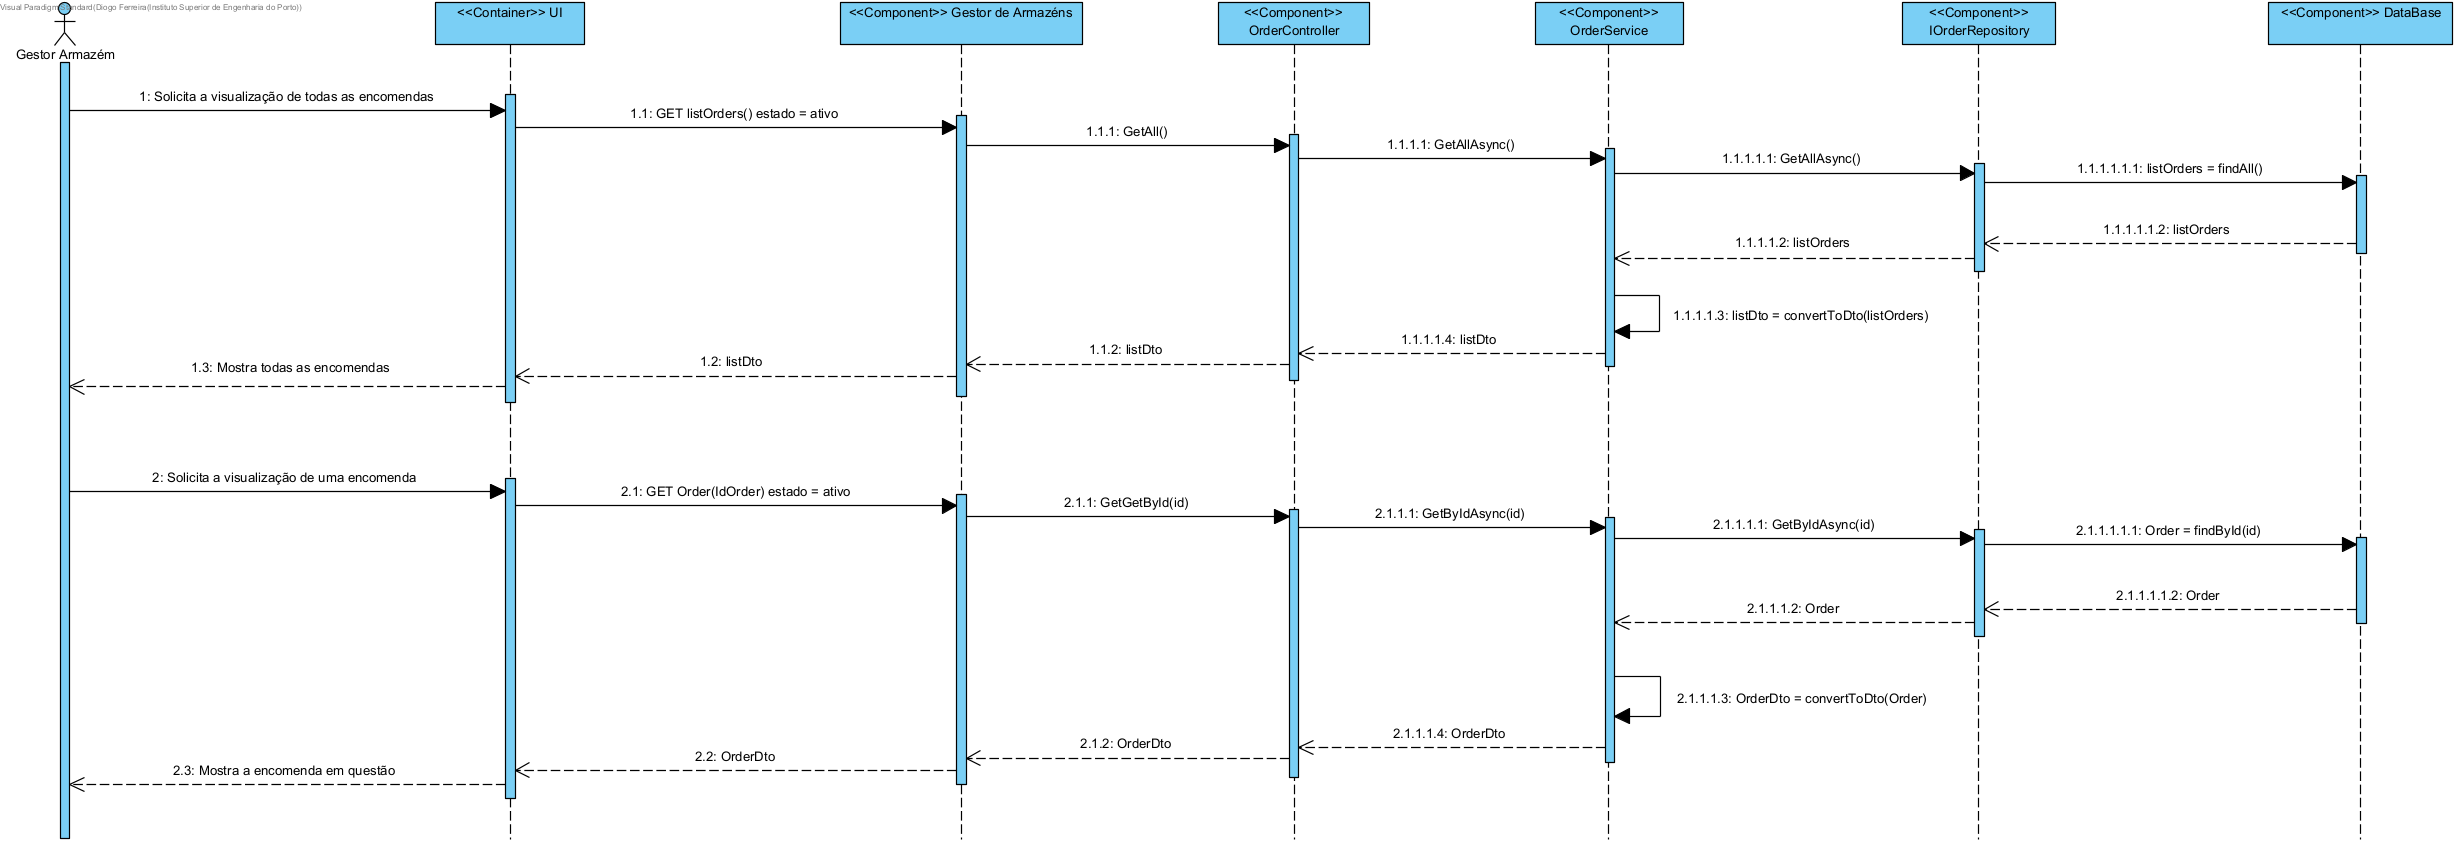 Visual Paradigm Standard(Diogo Ferreira(Instituto Superior de Engenharia do Porto))
Gestor Armazém
<<Container>> UI
<<Component>> Gestor de Armazéns
<<Component>>
OrderController
<<Component>>
OrderService
<<Component>>
IOrderRepository
<<Component>> DataBase
1: Solicita a visualização de todas as encomendas
1.1: GET listOrders() estado = ativo
1.1.1: GetAll()
1.1.1.1: GetAllAsync()
1.1.1.1.1: GetAllAsync()
1.1.1.1.1.1: listOrders = findAll()
1.1.1.1.1.2: listOrders
1.1.1.1.2: listOrders
1.1.1.1.3: listDto = convertToDto(listOrders)
1.1.1.1.4: listDto
1.1.2: listDto
1.2: listDto
1.3: Mostra todas as encomendas
2: Solicita a visualização de uma encomenda
2.1: GET Order(IdOrder) estado = ativo
2.1.1: GetGetById(id)
2.1.1.1: GetByIdAsync(id)
2.1.1.1.1: GetByIdAsync(id)
2.1.1.1.1.1: Order = findById(id)
2.1.1.1.1.2: Order
2.1.1.1.2: Order
2.1.1.1.3: OrderDto = convertToDto(Order)
2.1.1.1.4: OrderDto
2.1.2: OrderDto
2.2: OrderDto
2.3: Mostra a encomenda em questão